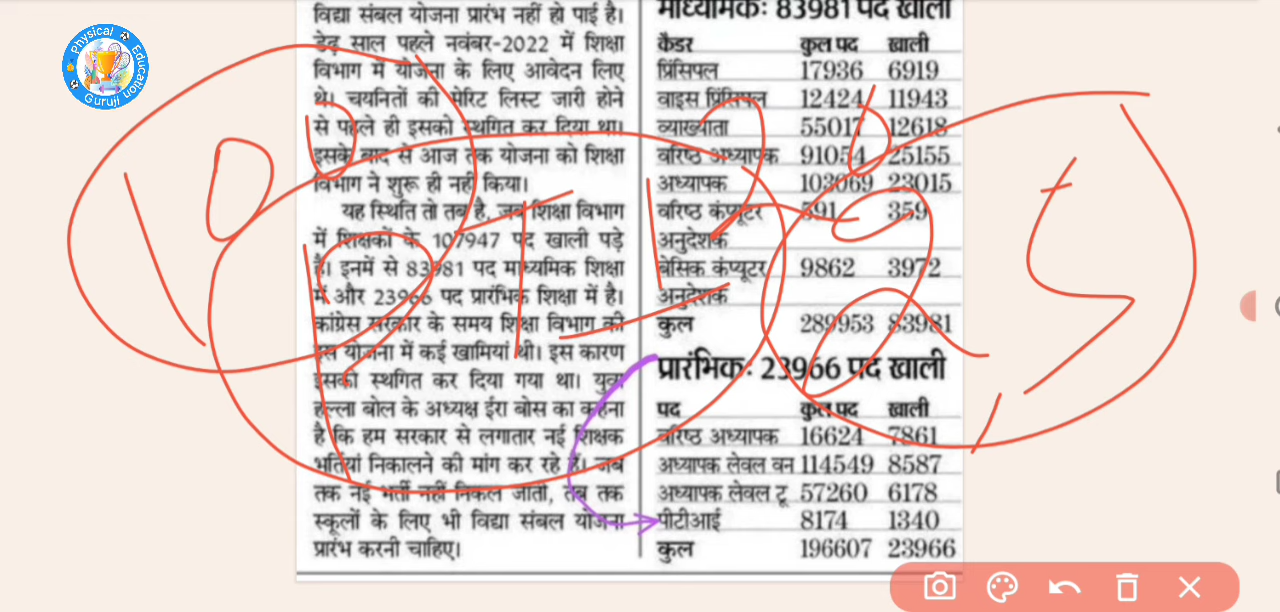 Physical Education
Guruji
विद्या संबल योजना प्रारंभ नहीं हो पाई है।
डेढ़ साल पहले नवंबर-2022 में शिक्षा
विभाग में योजना के लिए आवेदन लिए
थे। चयनितों की मेरिट लिस्ट जारी होने
से पहले ही इसको स्थगित कर दिया था।
इसके बाद से आज तक योजना को शिक्षा
विभाग ने शुरू ही नहीं किया।
यह स्थिति तो तब है, जब शिक्षा विभाग
में शिक्षकों के 107947 पद खाली पड़े
हैं। इनमें से 83981 पद माध्यमिक शिक्षा
में और 23966 पद प्रारंभिक शिक्षा में है।
कांग्रेस सरकार के समय शिक्षा विभाग की
इस योजना में कई खामियां थी। इस कारण
इसको स्थगित कर दिया गया था। युवा
हल्ला बोल के अध्यक्ष ईरा बोस का कहना
है कि हम सरकार से लगातार नई शिक्षक
भर्तियां निकालने की मांग कर रहे हैं। जब
तक नई भर्ती नहीं निकल जाती, तब तक
स्कूलों के लिए भी विद्या संबल योजना
प्रारंभ करनी चाहिए।
माध्यमिक: 83981 पद खाली
कैडर कुल पद खाली
प्रिंसिपल 17936 6919
वाइस प्रिंसिपल 12424 11943
व्याख्याता 55017 12618
वरिष्ठ अध्यापक 91054 25155
अध्यापक 103069 23015
वरिष्ठ कंप्यूटर 591 359
अनुदेशक
बेसिक कंप्यूटर 9862 3972
अनुदेशक
कुल 289953 83981
प्रारंभिक: 23966 पद खाली
पद कुल पद खाली
वरिष्ठ अध्यापक 16624 7861
अध्यापक लेवल वन 114549 8587
अध्यापक लेवल टू 57260 6178
पीटीआई 8174 1340
कुल 196607 23966